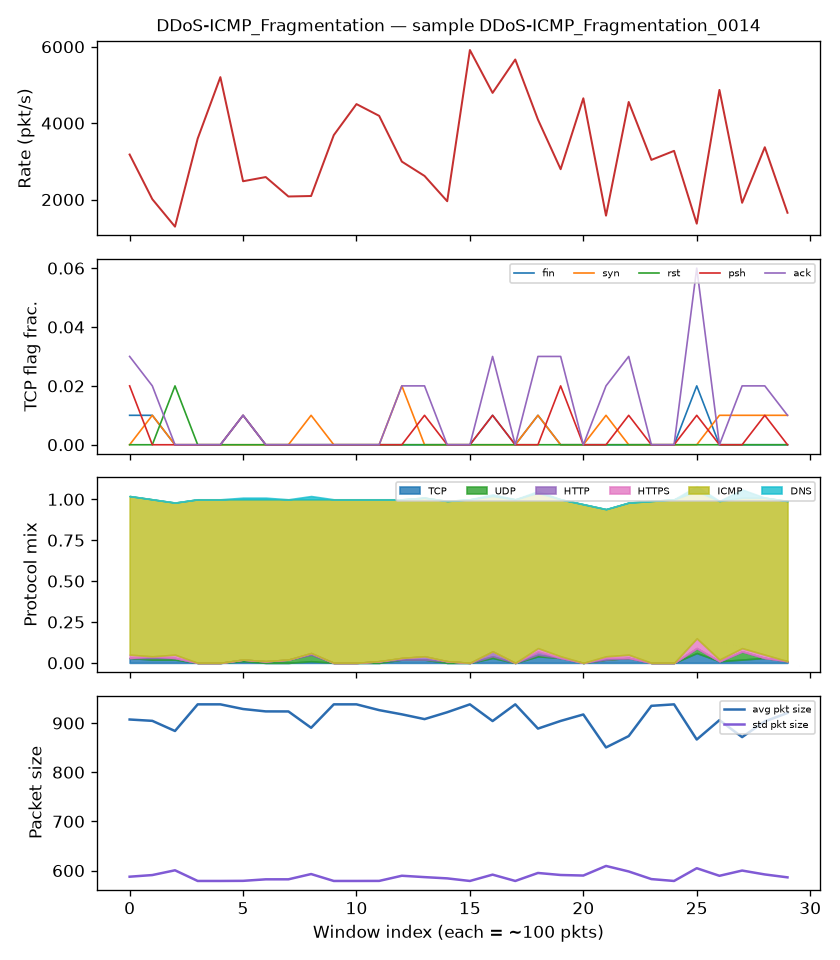 DDoS-ICMP_Fragmentation — sample DDoS-ICMP_Fragmentation_0014
6000
4000
2000
Rate (pkt/s)
fin syn rst psh ack
0.06
0.04
0.02
0.00
TCP flag frac.
TCP UDP HTTP HTTPS ICMP DNS
1.00
0.75
0.50
0.25
0.00
Protocol mix
avg pkt size
std pkt size
900
800
700
600
Packet size
0 5 10 15 20 25 30
Window index (each = ~100 pkts)